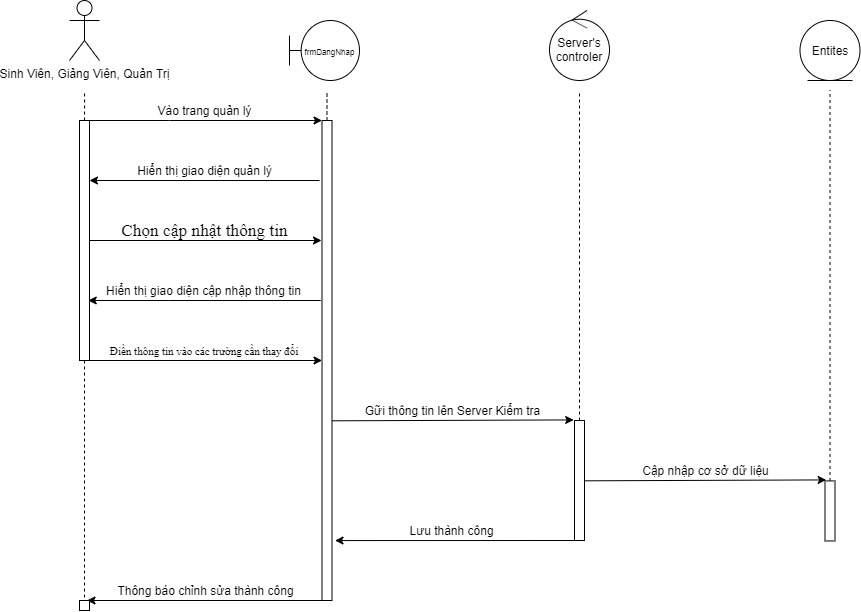 Sinh Viên, Giảng Viên, Quản Trị
frmDangNhap
Server's
controler
Entites
Vào trang quản lý
Hiển thị giao diện quản lý
Chọn cập nhật thông tin
Hiển thị giao diện cập nhập thông tin
Điền thông tin vào các trường cần thay đổi
Gữi thông tin lên Server Kiểm tra
Cập nhập cơ sở dữ liệu
Lưu thành công
Thông báo chỉnh sửa thành công